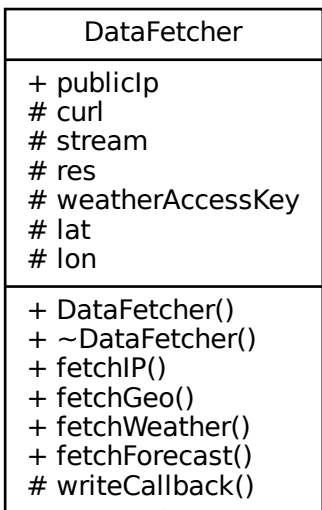 DataFetcher
+ publicIp
# curl
# stream
# res
# weatherAccessKey
# lat
# lon
+ DataFetcher()
+ ~DataFetcher()
+ fetchIP()
+ fetchGeo()
+ fetchWeather()
+ fetchForecast()
# writeCallback()